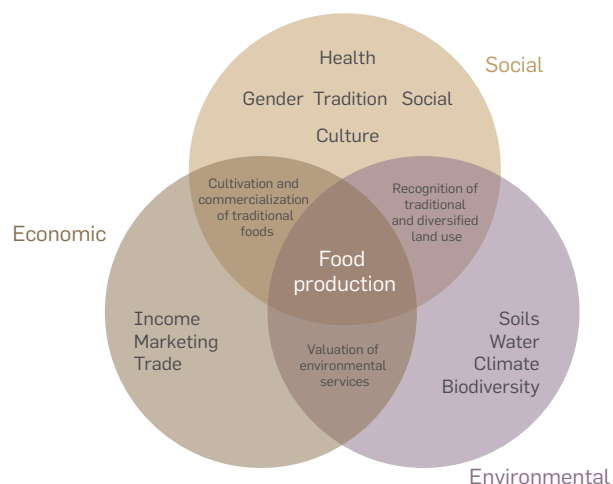 Social
Health
Gender Tradition Social
Culture
Cultivation and
commercialization
of traditional
foods
Recognition of
traditional
and diversified
land use
Economic
Food
production
Income
Marketing
Trade
Valuation of
environmental
services
Soils
Water
Climate
Biodiversity
Environmental